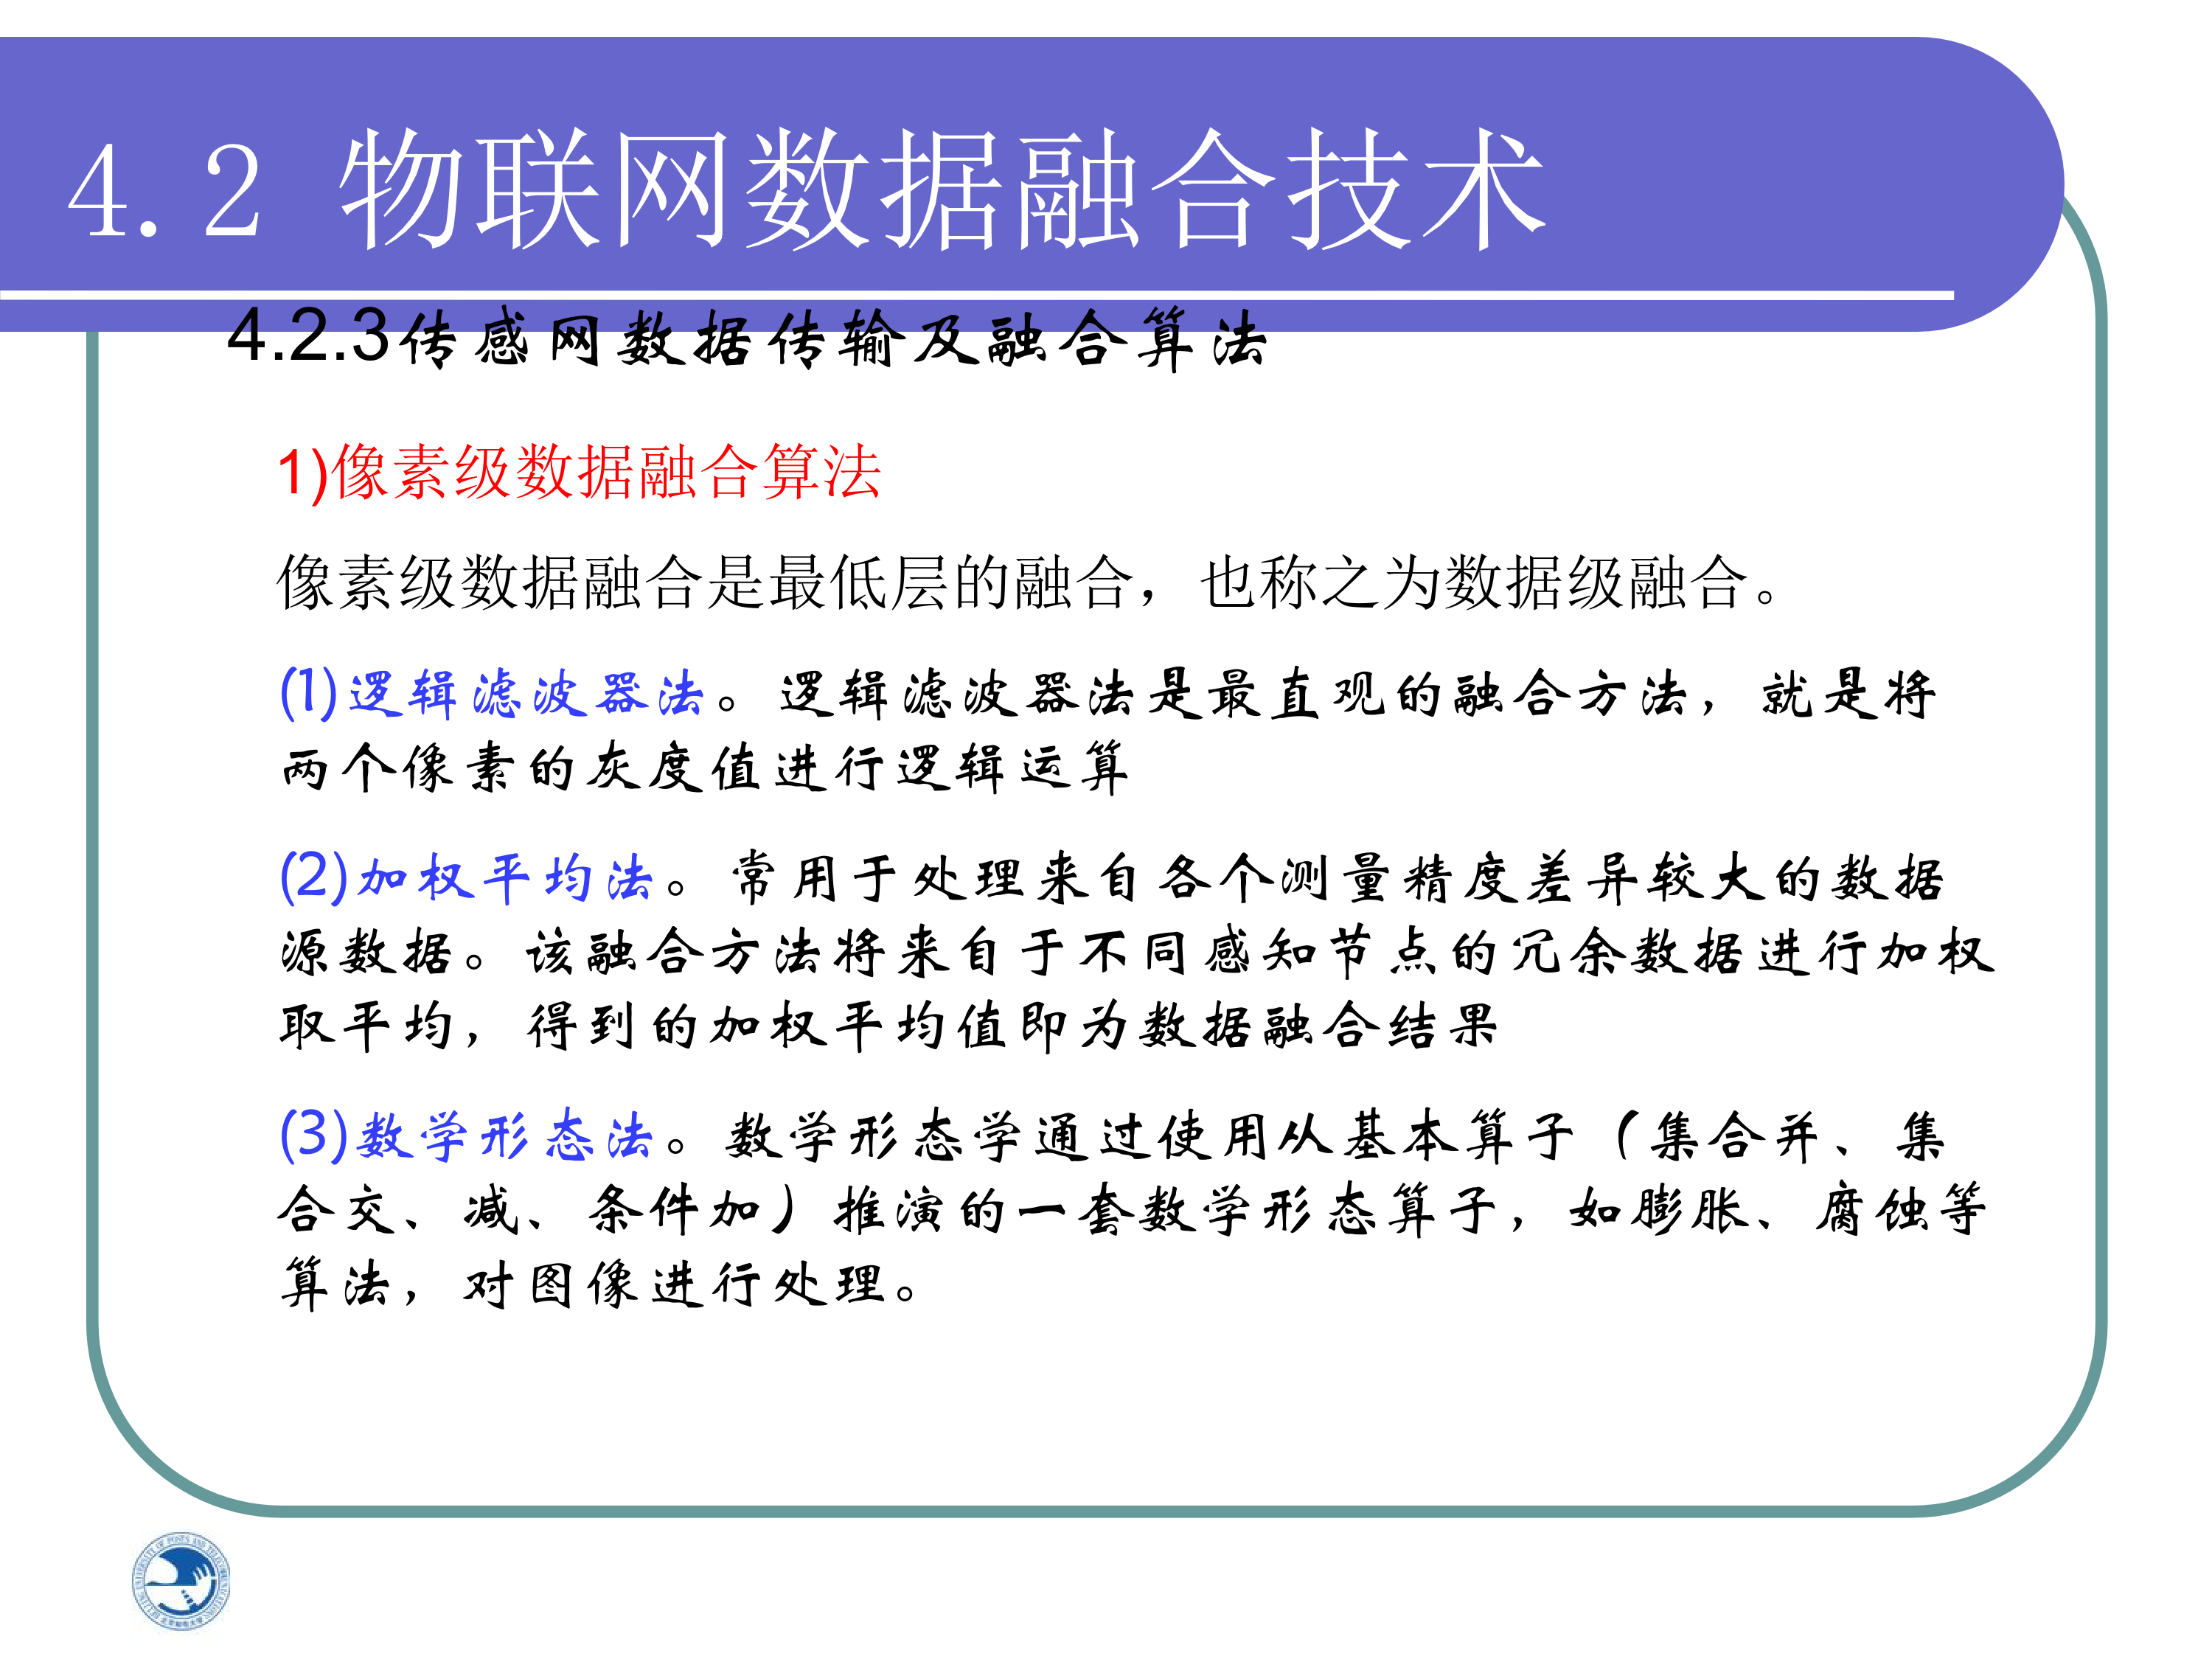 4.2 物联网数据融合技术
4.2.3传感网数据传输及融合算法
1)像素级数据融合算法
像素级数据融合是最低层的融合，也称之为数据级融合。
(1)逻辑滤波器法。逻辑滤波器法是最直观的融合方法，就是将
两个像素的灰度值进行逻辑运算
(2)加权平均法。常用于处理来自各个测量精度差异较大的数据
源数据。该融合方法将来自于不同感知节点的冗余数据进行加权
取平均，得到的加权平均值即为数据融合结果
(3)数学形态法。数学形态学通过使用从基本算子（集合并、集
合交、减、条件加）推演的一套数学形态算子，如膨胀、腐蚀等
算法，对图像进行处理。